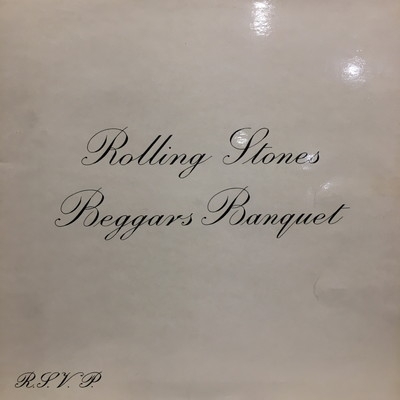 Rolling Stones
Beggars Banquet
R.S.V.P.